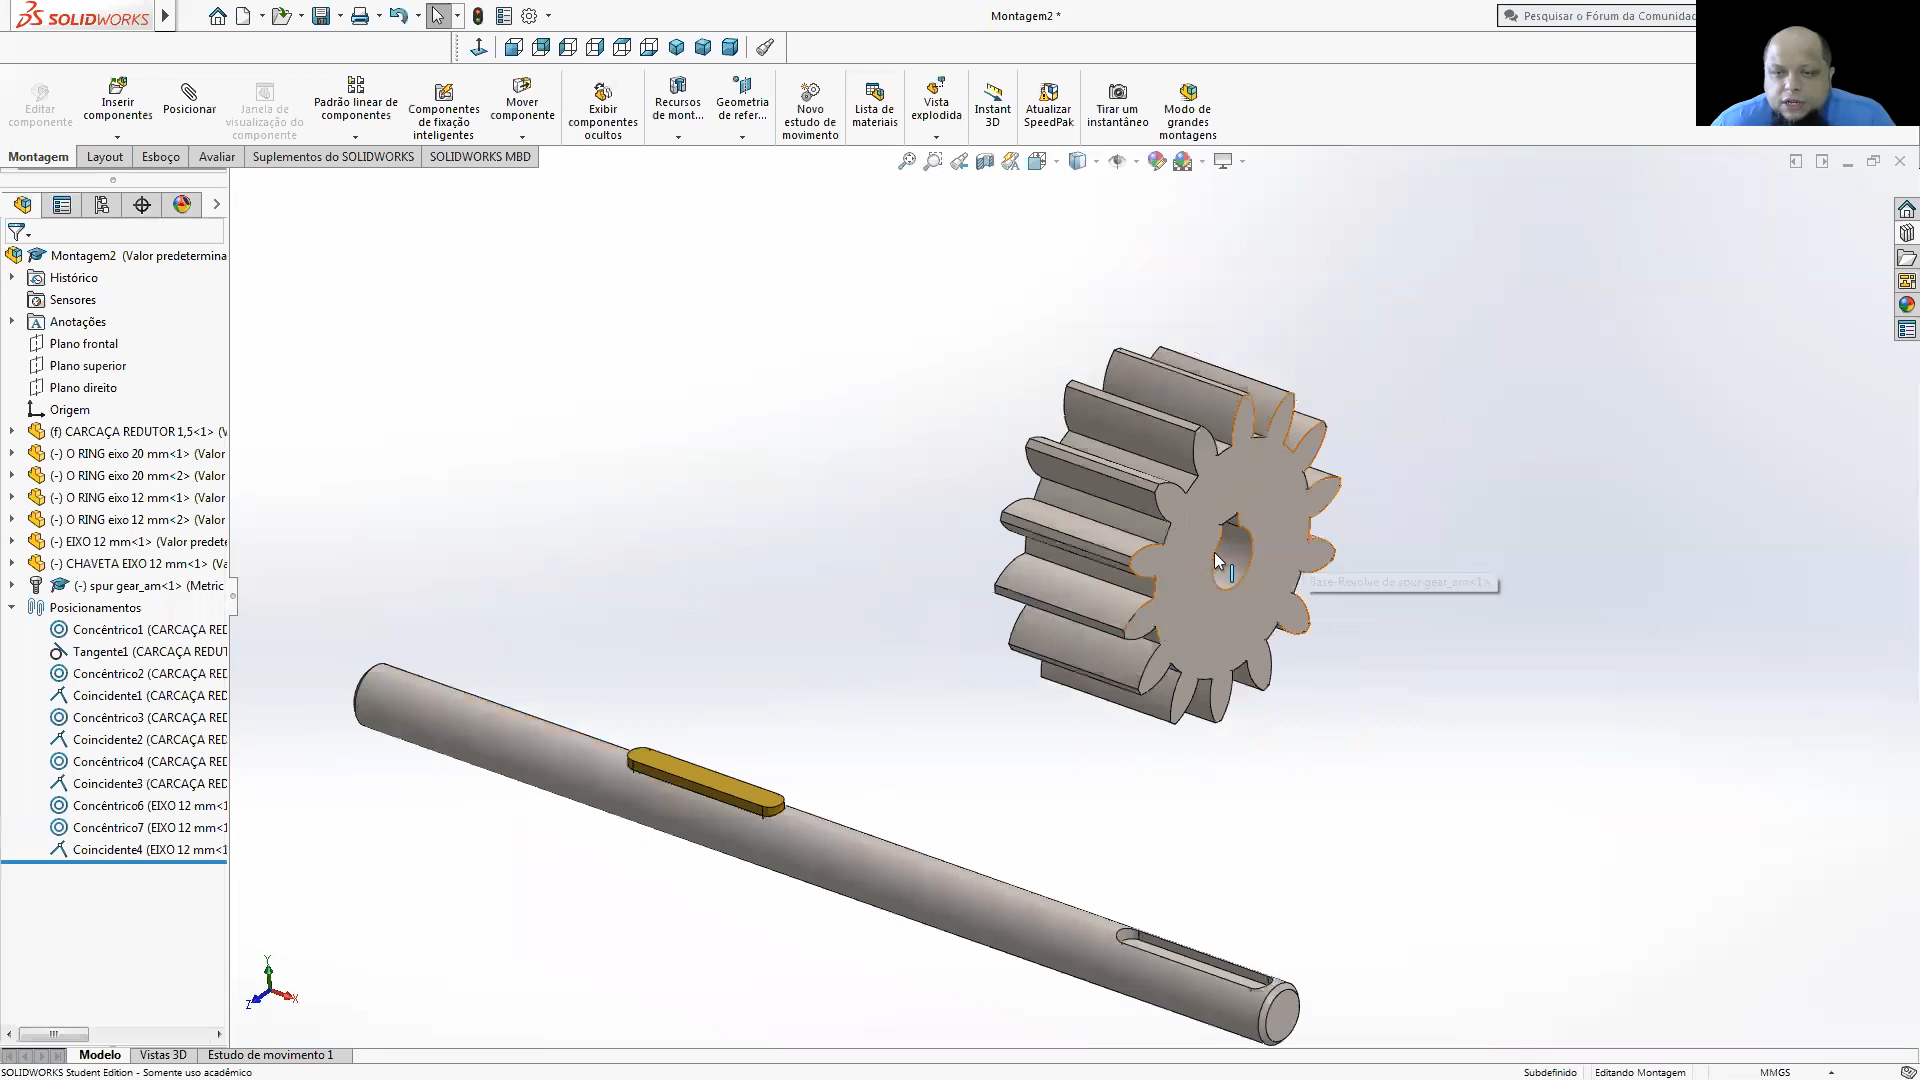 SOLIDWORKS
Montagem2 *
Pesquisar o Fórum da Comunidad
Editar componente
Inserir componentes
Posicionar
Janela de visualização do componente
Padrão linear de componentes
Componentes de fixação inteligentes
Mover componente
Exibir componentes ocultos
Recursos de mont...
Geometria de refer...
Novo estudo de movimento
Lista de materiais
Vista explodida
Instant 3D
Atualizar SpeedPak
Tirar um instantâneo
Modo de grandes montagens
Montagem
Layout
Esboço
Avaliar
Suplementos do SOLIDWORKS
SOLIDWORKS MBD
Montagem2 (Valor predetermina
Histórico
Sensores
Anotações
Plano frontal
Plano superior
Plano direito
Origem
(f) CARCAÇA REDUTOR 1,5<1> (V
(-) O RING eixo 20 mm<1> (Valor
(-) O RING eixo 20 mm<2> (Valor
(-) O RING eixo 12 mm<1> (Valor
(-) O RING eixo 12 mm<2> (Valor
(-) EIXO 12 mm<1> (Valor predete
(-) CHAVETA EIXO 12 mm<1> (Va
(-) spur gear_am<1> (Metric
Posicionamentos
Concêntrico1 (CARCAÇA RED
Tangente1 (CARCAÇA REDUT
Concêntrico2 (CARCAÇA RED
Coincidente1 (CARCAÇA RED
Concêntrico3 (CARCAÇA RED
Coincidente2 (CARCAÇA RED
Concêntrico4 (CARCAÇA RED
Coincidente3 (CARCAÇA RED
Concêntrico6 (EIXO 12 mm<1
Concêntrico7 (EIXO 12 mm<1
Coincidente4 (EIXO 12 mm<1
Base-Revolve de spur gear_am<1>
Y
X
Z
Modelo
Vistas 3D
Estudo de movimento 1
SOLIDWORKS Student Edition - Somente uso acadêmico
Subdefinido
Editando Montagem
MMGS